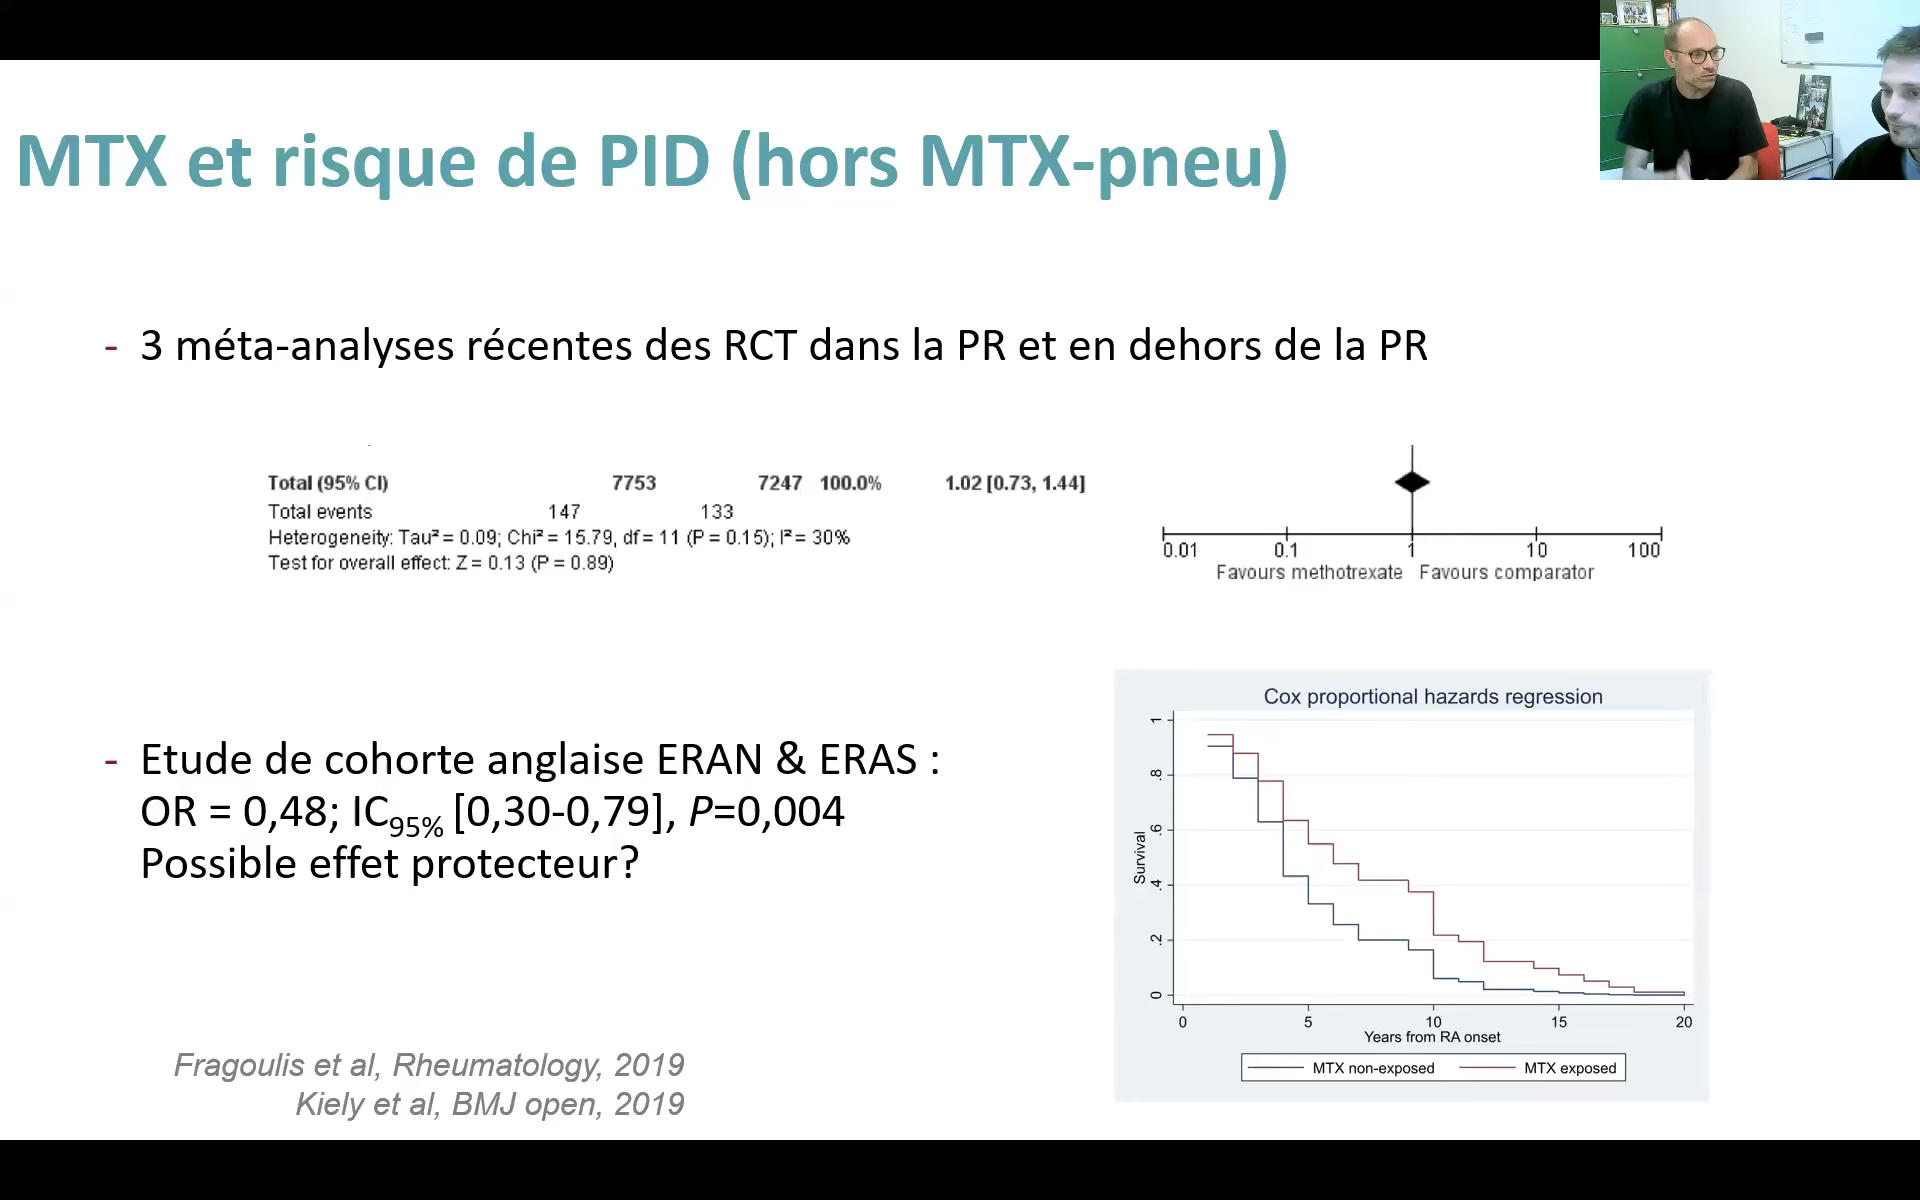 MTX et risque de PID (hors MTX-pneu)
- 3 méta-analyses récentes des RCT dans la PR et en dehors de la PR
Total (95% CI) 7753 7247 100.0% 1.02 [0.73, 1.44]
Total events 147 133
Heterogeneity: Tau² = 0.09; Chi² = 15.79, df = 11 (P = 0.15); I² = 30%
Test for overall effect: Z = 0.13 (P = 0.89)
0.01 0.1 1 10 100
Favours methotrexate Favours comparator
- Etude de cohorte anglaise ERAN & ERAS :
OR = 0,48; IC95% [0,30-0,79], P=0,004
Possible effet protecteur?
Cox proportional hazards regression
Survival
1
.8
.6
.4
.2
0
0 5 10 15 20
Years from RA onset
MTX non-exposed MTX exposed
Fragoulis et al, Rheumatology, 2019
Kiely et al, BMJ open, 2019